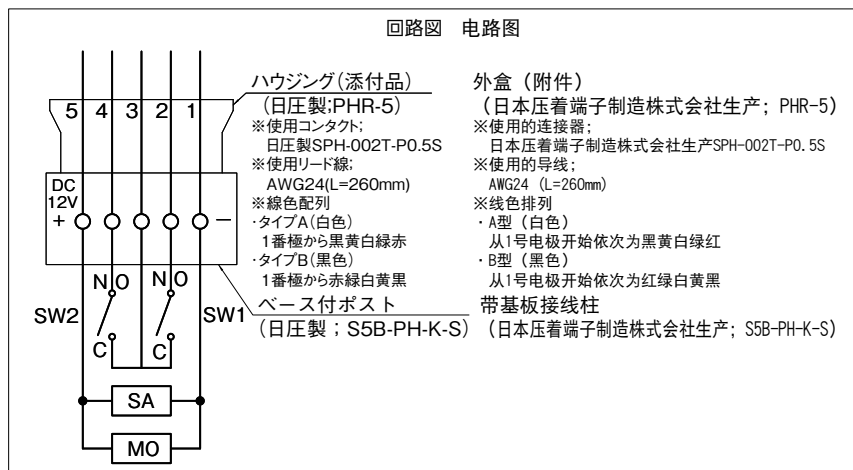 回路図 电路图
5 4 3 2 1
DC
12V
+ −
N O N O
SW2 SW1
C C
SA
MO
ハウジング(添付品)
(日圧製;PHR-5)
※使用コンタクト;
日圧製SPH-002T-P0.5S
※使用リード線;
AWG24(L=260mm)
※線色配列
・タイプA(白色)
1番極から黒黄白緑赤
・タイプB(黒色)
1番極から赤緑白黄黒
ベース付ポスト
(日圧製;S5B-PH-K-S)
外盒(附件)
(日本压着端子制造株式会社生产; PHR-5)
※使用的连接器;
日本压着端子制造株式会社生产SPH-002T-P0.5S
※使用的导线;
AWG24 (L=260㎜)
※线色排列
・A型(白色)
从1号电极开始依次为黑黄白绿红
・B型(黑色)
从1号电极开始依次为红绿白黄黑
带基板接线柱
(日本压着端子制造株式会社生产; S5B-PH-K-S)